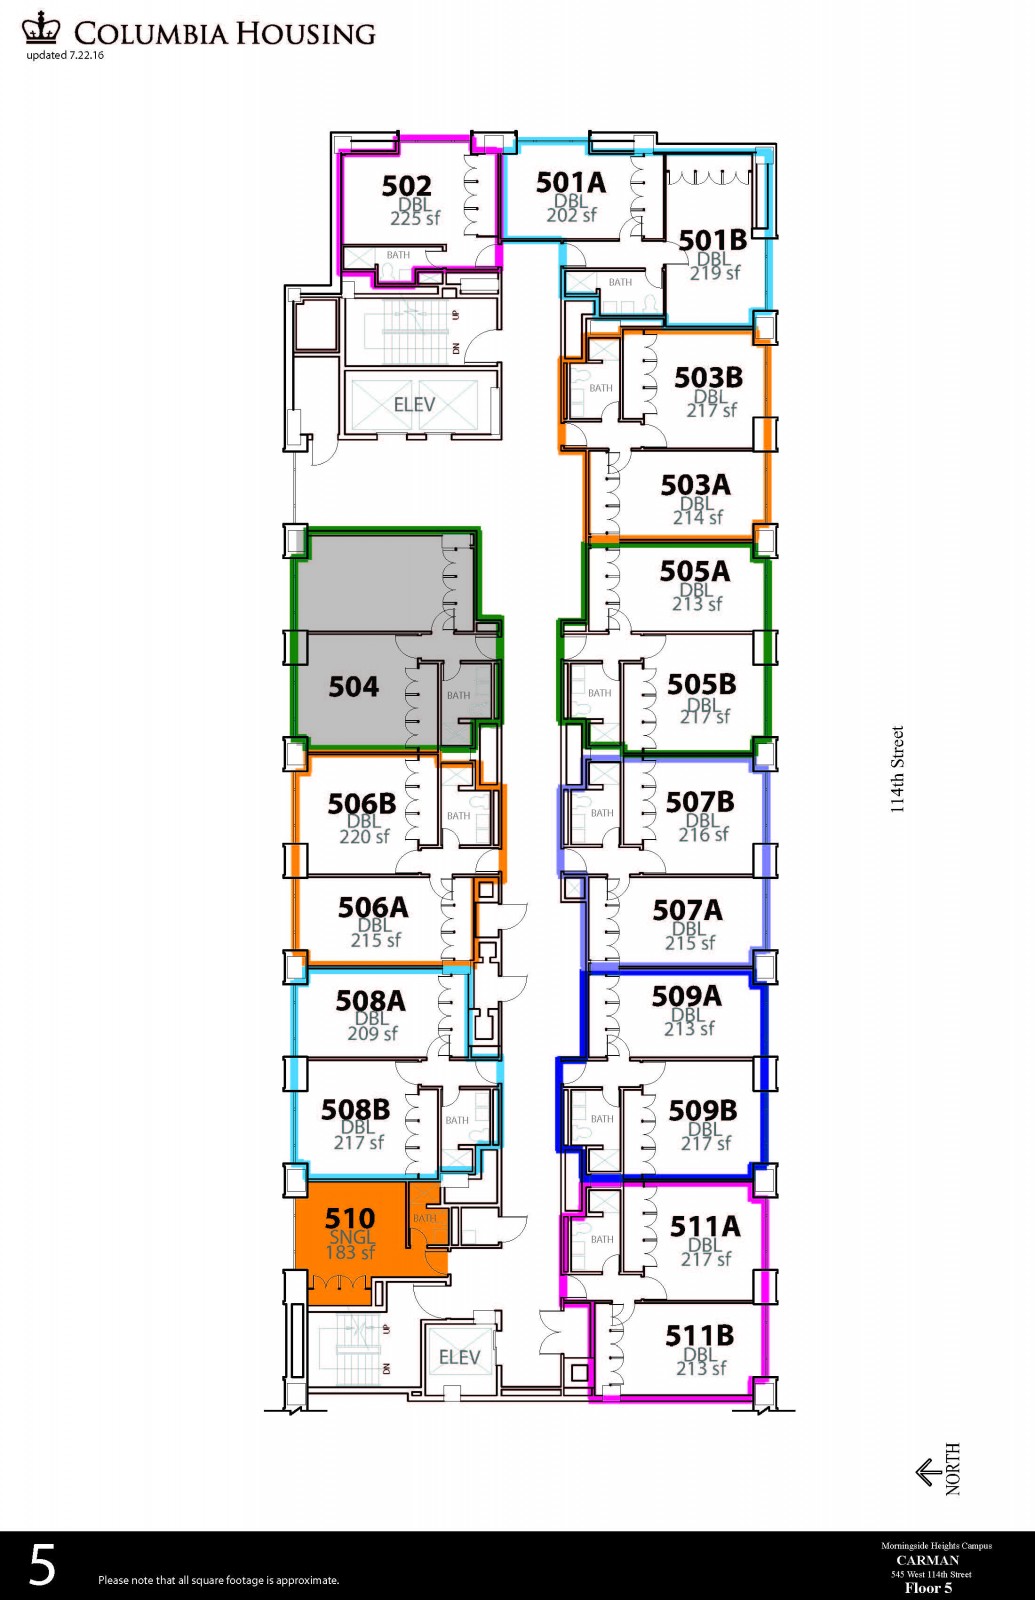 COLUMBIA HOUSING
updated 7.22.16
502
DBL
225 sf
BATH
501A
DBL
202 sf
501B
DBL
219 sf
BATH
UP
DN
ELEV
503B
DBL
217 sf
BATH
503A
DBL
214 sf
504
BATH
505A
DBL
213 sf
505B
DBL
217 sf
BATH
114th Street
506B
DBL
220 sf
BATH
507B
DBL
216 sf
BATH
506A
DBL
215 sf
507A
DBL
215 sf
508A
DBL
209 sf
509A
DBL
213 sf
508B
DBL
217 sf
BATH
509B
DBL
217 sf
BATH
510
SNGL
183 sf
BATH
511A
DBL
217 sf
BATH
UP
DN
ELEV
511B
DBL
213 sf
NORTH
5
Please note that all square footage is approximate.
Morningside Heights Campus
CARMAN
545 West 114th Street
Floor 5